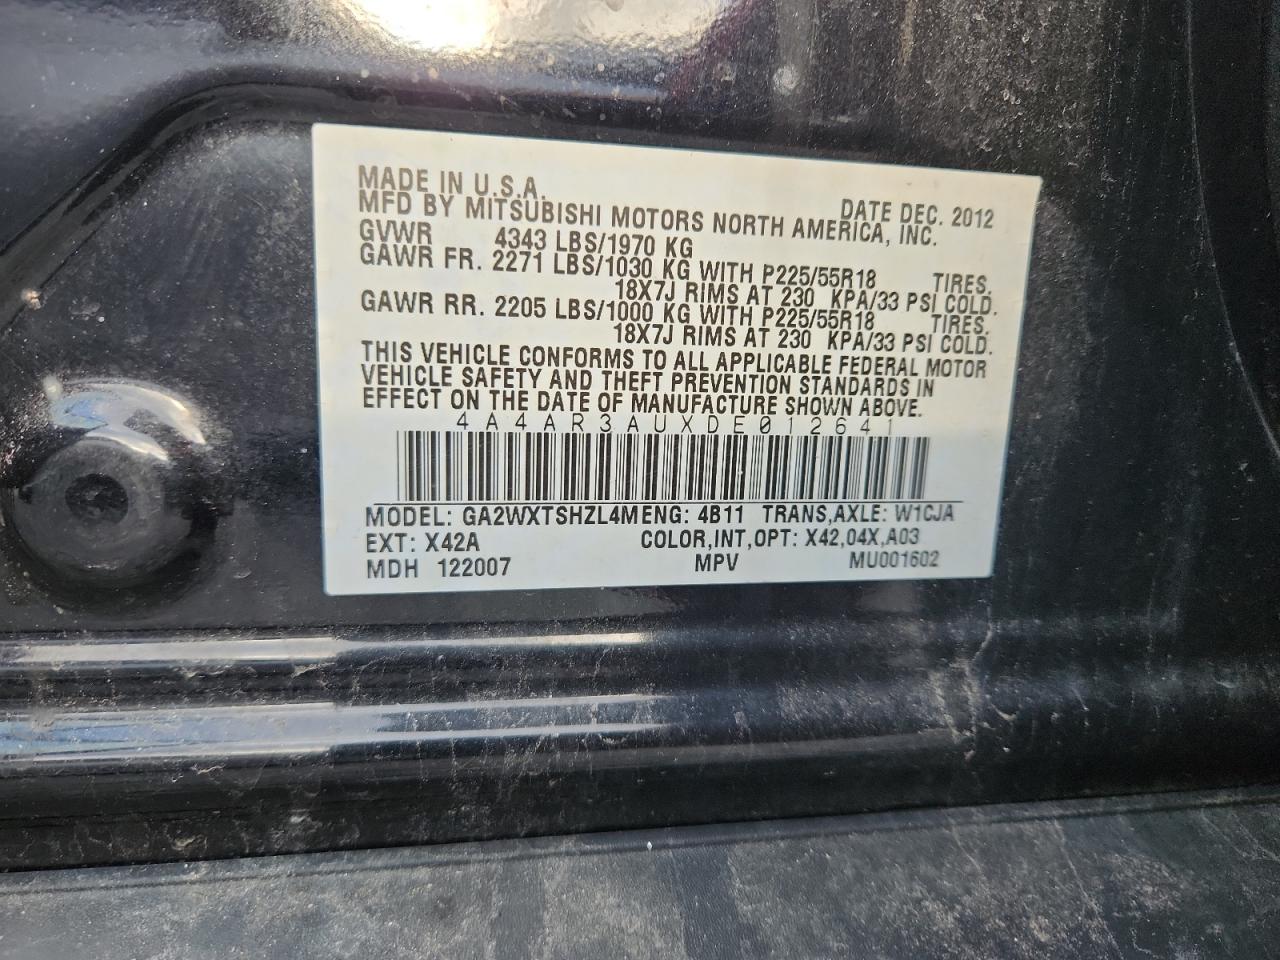 MADE IN U.S.A. DATE DEC. 2012
MFD BY MITSUBISHI MOTORS NORTH AMERICA, INC.
GVWR 4343 LBS/1970 KG
GAWR FR. 2271 LBS/1030 KG WITH P225/55R18 TIRES,
18X7J RIMS AT 230 KPA/33 PSI COLD.
GAWR RR. 2205 LBS/1000 KG WITH P225/55R18 TIRES,
18X7J RIMS AT 230 KPA/33 PSI COLD.
THIS VEHICLE CONFORMS TO ALL APPLICABLE FEDERAL MOTOR
VEHICLE SAFETY AND THEFT PREVENTION STANDARDS IN
EFFECT ON THE DATE OF MANUFACTURE SHOWN ABOVE.
4A4AR3AUXDE012641
MODEL: GA2WXTSHZL4M ENG: 4B11 TRANS,AXLE: W1CJA
EXT: X42A COLOR,INT,OPT: X42,04X,A03
MDH 122007 MPV MU001602